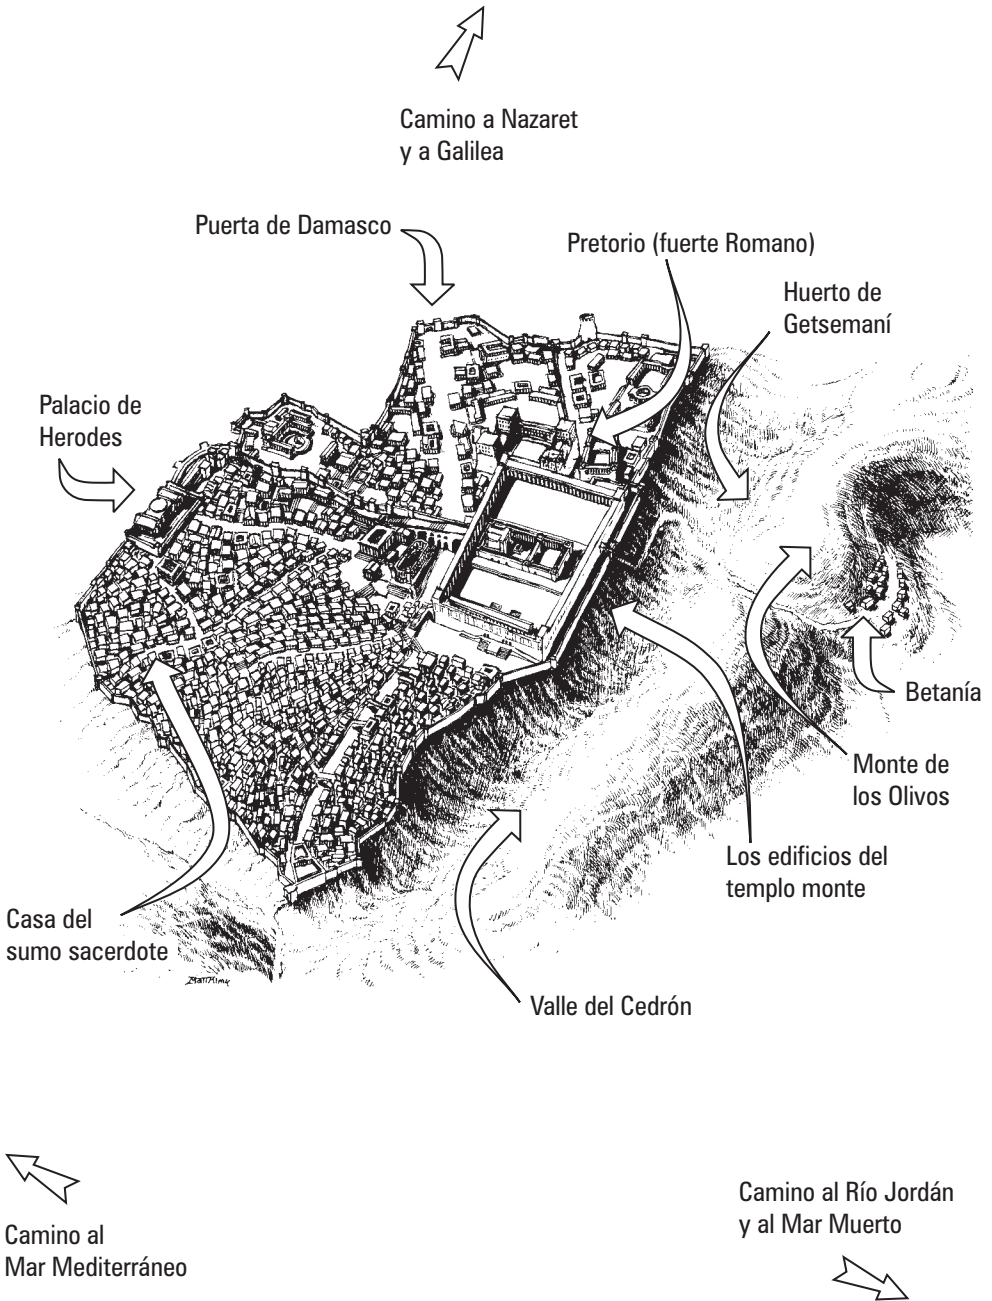 Camino a Nazaret
y a Galilea
Puerta de Damasco
Pretorio (fuerte Romano)
Huerto de
Getsemaní
Palacio de
Herodes
Betanía
Monte de
los Olivos
Los edificios del
templo monte
Casa del
sumo sacerdote
Valle del Cedrón
Camino al
Mar Mediterráneo
Camino al Río Jordán
y al Mar Muerto